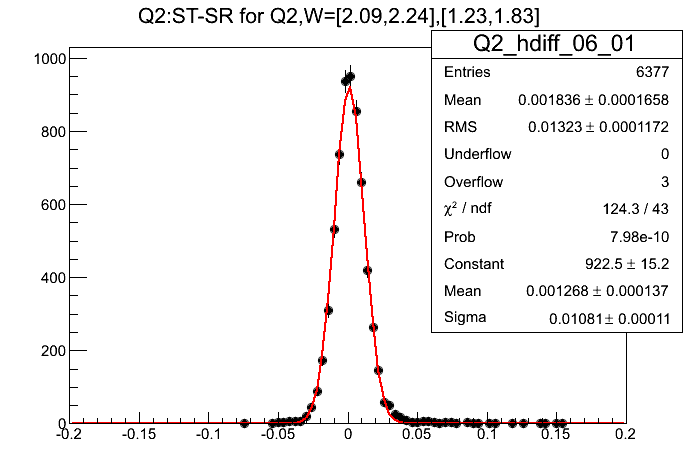 Q2:ST-SR for Q2,W=[2.09,2.24],[1.23,1.83]
Q2_hdiff_06_01
Entries 6377
Mean 0.001836 ± 0.0001658
RMS 0.01323 ± 0.0001172
Underflow 0
Overflow 3
χ² / ndf 124.3 / 43
Prob 7.98e-10
Constant 922.5 ± 15.2
Mean 0.001268 ± 0.000137
Sigma 0.01081 ± 0.00011
1000
800
600
400
200
0
-0.2 -0.15 -0.1 -0.05 0 0.05 0.1 0.15 0.2